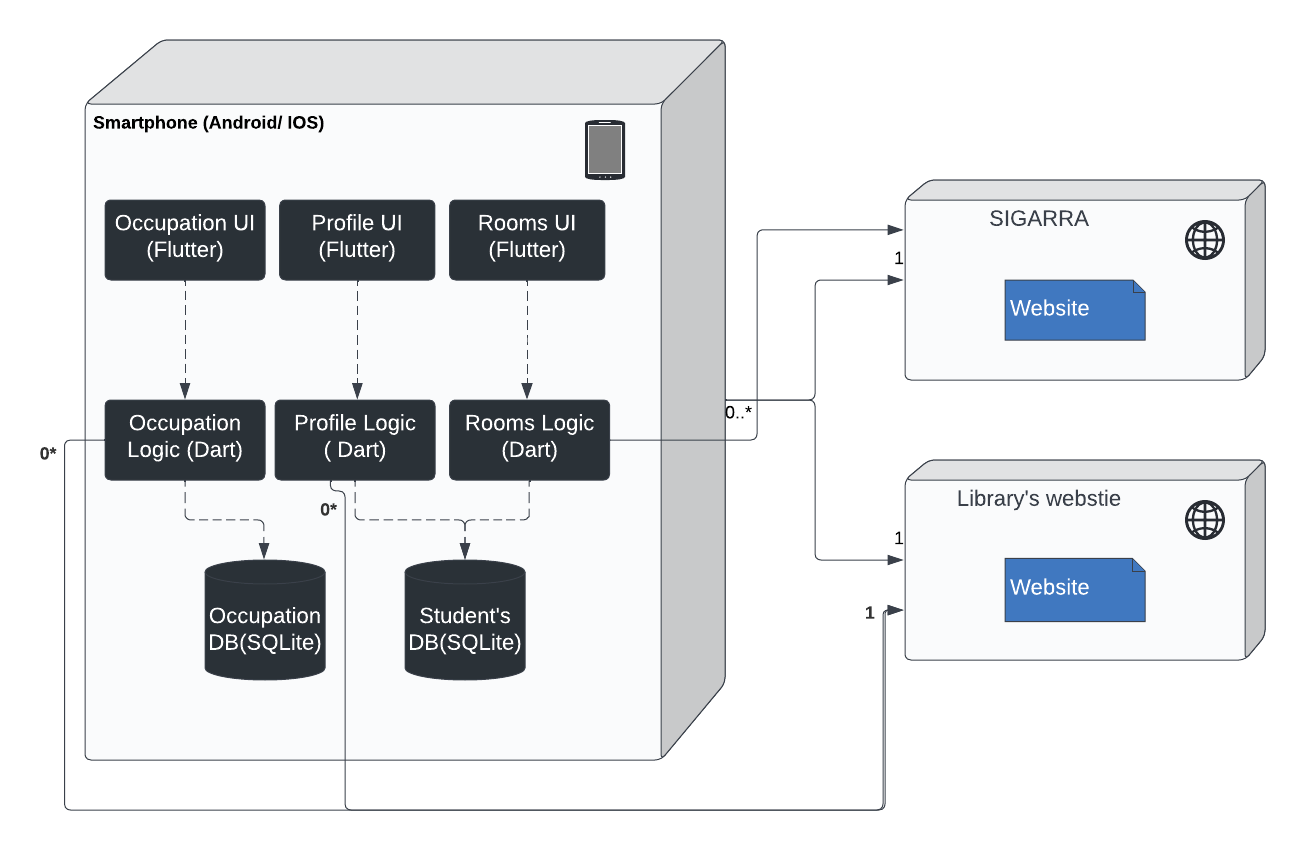 Smartphone (Android/ IOS)
Occupation UI
(Flutter)
Profile UI
(Flutter)
Rooms UI
(Flutter)
SIGARRA
1
Website
0..*
0*
Occupation
Logic (Dart)
Profile Logic
( Dart)
Rooms Logic
(Dart)
0*
Library's webstie
1
Website
1
Occupation
DB(SQLite)
Student's
DB(SQLite)